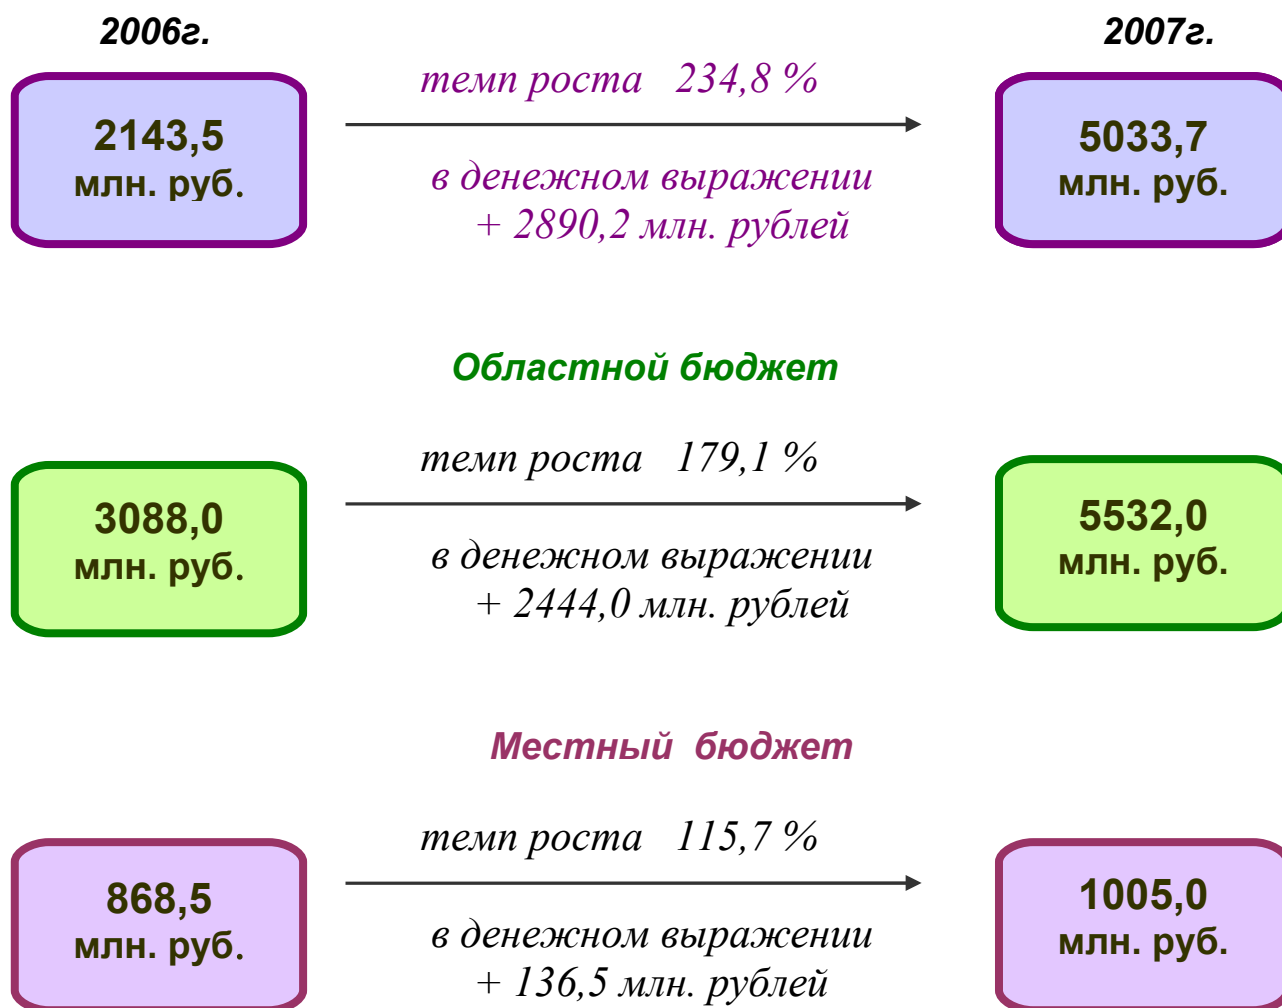 2006г.
2007г.
темп роста 234,8 %
2143,5
млн. руб.
5033,7
млн. руб.
в денежном выражении
+ 2890,2 млн. рублей
Областной бюджет
темп роста 179,1 %
3088,0
млн. руб.
5532,0
млн. руб.
в денежном выражении
+ 2444,0 млн. рублей
Местный бюджет
темп роста 115,7 %
868,5
млн. руб.
1005,0
млн. руб.
в денежном выражении
+ 136,5 млн. рублей